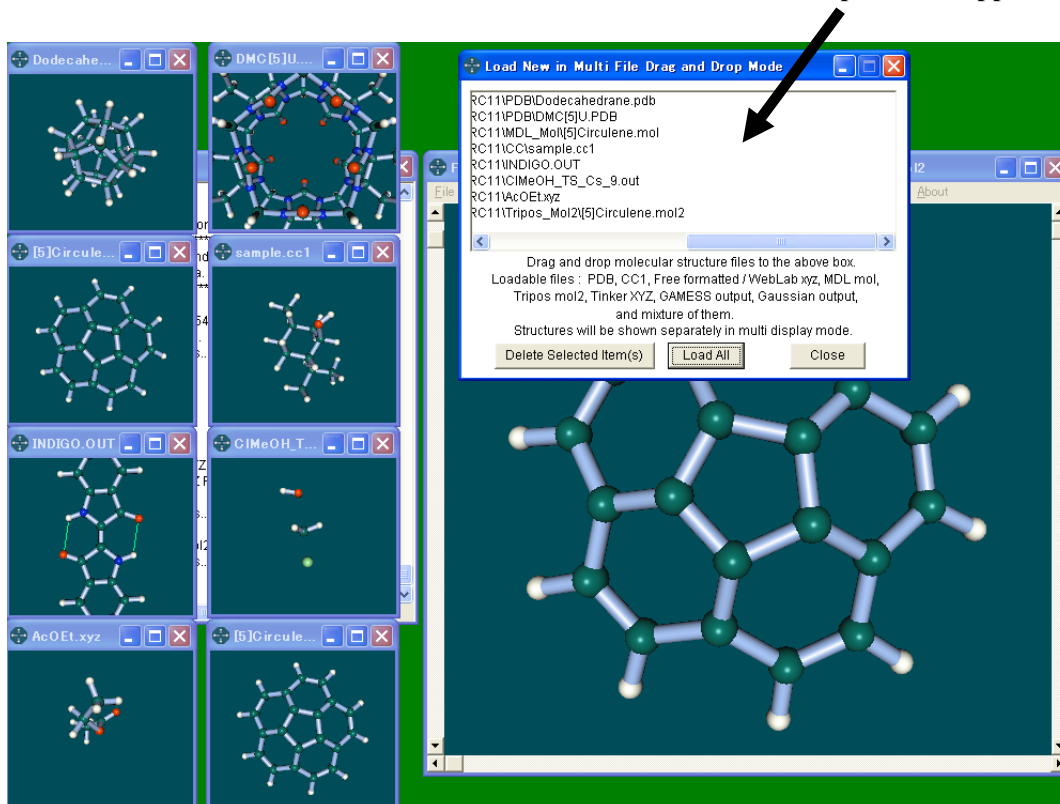 Dodecahe...
DMC[5]U....
Load New in Multi File Drag and Drop Mode
RC11\PDB\Dodecahedrane.pdb
RC11\PDB\DMC[5]U.PDB
RC11\MDL_Mol\[5]Circulene.mol
RC11\CC\sample.cc1
RC11\INDIGO.OUT
RC11\ClMeOH_TS_Cs_9.out
RC11\AcOEt.xyz
RC11\Tripos_Mol2\[5]Circulene.mol2
Drag and drop molecular structure files to the above box.
Loadable files : PDB, CC1, Free formatted / WebLab xyz, MDL mol,
Tripos mol2, Tinker XYZ, GAMESS output, Gaussian output,
and mixture of them.
Structures will be shown separately in multi display mode.
Delete Selected Item(s)
Load All
Close
File
About
[5]Circule...
sample.cc1
INDIGO.OUT
ClMeOH_T...
AcOEt.xyz
[5]Circule...